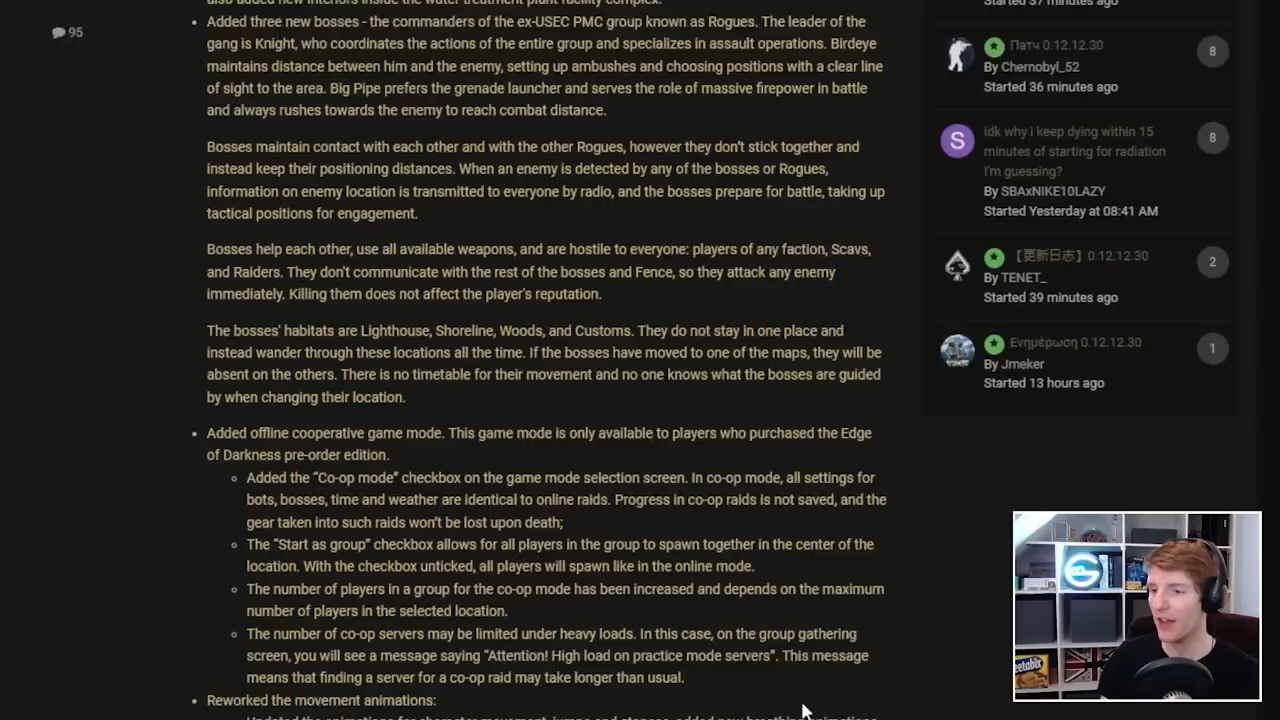 also added new interiors inside the water treatment plant facility complex.
Added three new bosses - the commanders of the ex-USEC PMC group known as Rogues. The leader of the
gang is Knight, who coordinates the actions of the entire group and specializes in assault operations. Birdeye
maintains distance between him and the enemy, setting up ambushes and choosing positions with a clear line
of sight to the area. Big Pipe prefers the grenade launcher and serves the role of massive firepower in battle
and always rushes towards the enemy to reach combat distance.
Bosses maintain contact with each other and with the other Rogues, however they don't stick together and
instead keep their positioning distances. When an enemy is detected by any of the bosses or Rogues,
information on enemy location is transmitted to everyone by radio, and the bosses prepare for battle, taking up
tactical positions for engagement.
Bosses help each other, use all available weapons, and are hostile to everyone: players of any faction, Scavs,
and Raiders. They don't communicate with the rest of the bosses and Fence, so they attack any enemy
immediately. Killing them does not affect the player's reputation.
The bosses' habitats are Lighthouse, Shoreline, Woods, and Customs. They do not stay in one place and
instead wander through these locations all the time. If the bosses have moved to one of the maps, they will be
absent on the others. There is no timetable for their movement and no one knows what the bosses are guided
by when changing their location.
Added offline cooperative game mode. This game mode is only available to players who purchased the Edge
of Darkness pre-order edition.
Added the “Co-op mode” checkbox on the game mode selection screen. In co-op mode, all settings for
bots, bosses, time and weather are identical to online raids. Progress in co-op raids is not saved, and the
gear taken into such raids won’t be lost upon death;
The “Start as group” checkbox allows for all players in the group to spawn together in the center of the
location. With the checkbox unticked, all players will spawn like in the online mode.
The number of players in a group for the co-op mode has been increased and depends on the maximum
number of players in the selected location.
The number of co-op servers may be limited under heavy loads. In this case, on the group gathering
screen, you will see a message saying “Attention! High load on practice mode servers”. This message
means that finding a server for a co-op raid may take longer than usual.
Reworked the movement animations:
95
Started 37 minutes ago
Патч 0.12.12.30
8
By Chernobyl_52
Started 36 minutes ago
S
idk why i keep dying within 15
8
minutes of starting for radiation
I'm guessing?
By SBAxNIKE10LAZY
Started Yesterday at 08:41 AM
【更新日志】0.12.12.30
2
By TENET_
Started 39 minutes ago
Ενημέρωση 0.12.12.30
1
By Jmeker
Started 13 hours ago
eetabix